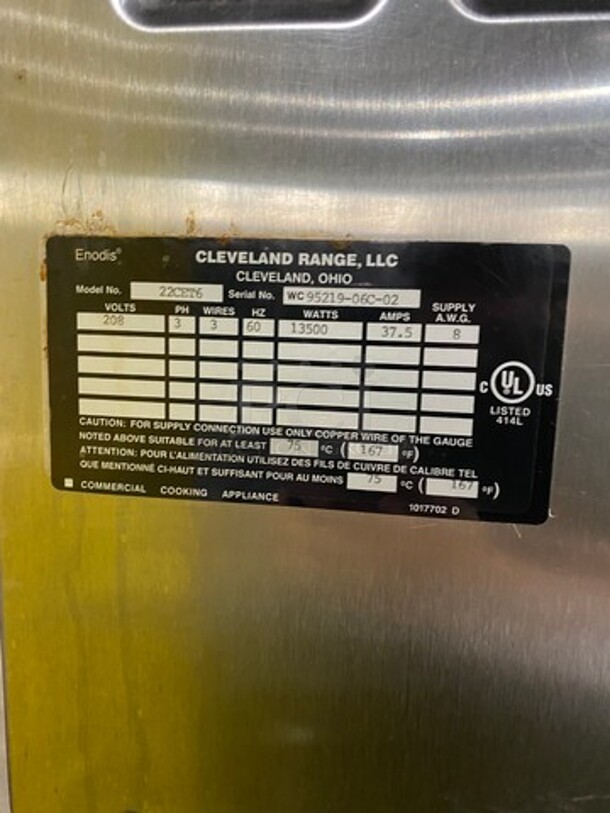 Enodis®
CLEVELAND RANGE, LLC
CLEVELAND, OHIO
Model No. 22CET6 Serial No. WC 95219-06C-02
VOLTS PH WIRES HZ WATTS AMPS SUPPLY A.W.G.
208 3 3 60 13500 37.5 8
C UL US
LISTED
414L
CAUTION: FOR SUPPLY CONNECTION USE ONLY COPPER WIRE OF THE GAUGE
NOTED ABOVE SUITABLE FOR AT LEAST 75 °C ( 167 °F)
ATTENTION: POUR L'ALIMENTATION UTILISEZ DES FILS DE CUIVRE DE CALIBRE TEL
QUE MENTIONNÉ CI-HAUT ET SUFFISANT POUR AU MOINS 75 °C ( 167 °F)
COMMERCIAL COOKING APPLIANCE
1017702 D